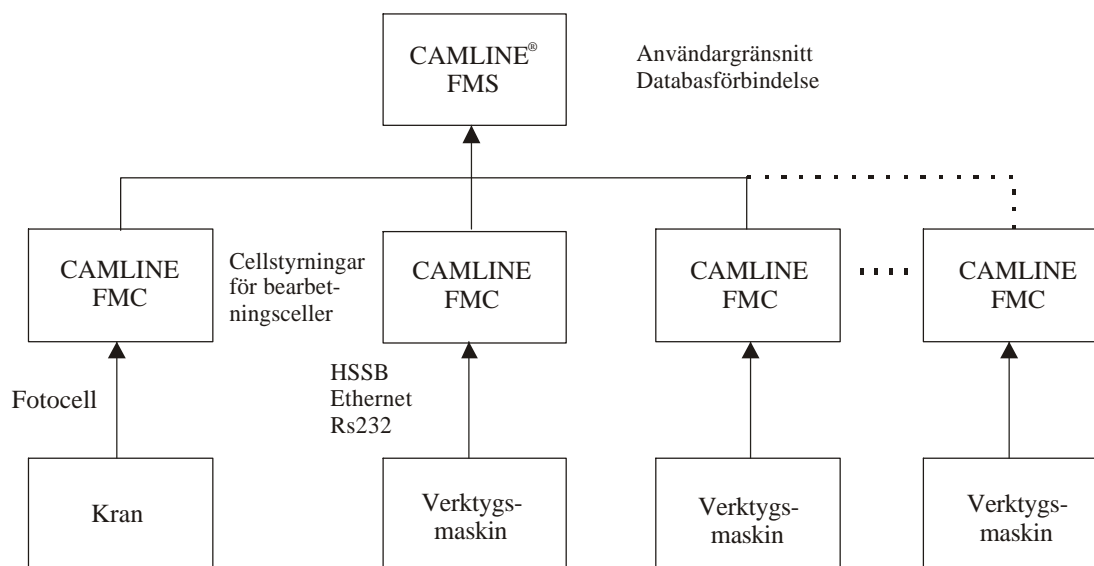 CAMLINE®
FMS
Användargränsnitt
Databasförbindelse
CAMLINE
FMC
Cellstyrningar
för bearbet-
ningsceller
CAMLINE
FMC
CAMLINE
FMC
CAMLINE
FMC
Fotocell
HSSB
Ethernet
Rs232
Kran
Verktygs-
maskin
Verktygs-
maskin
Verktygs-
maskin